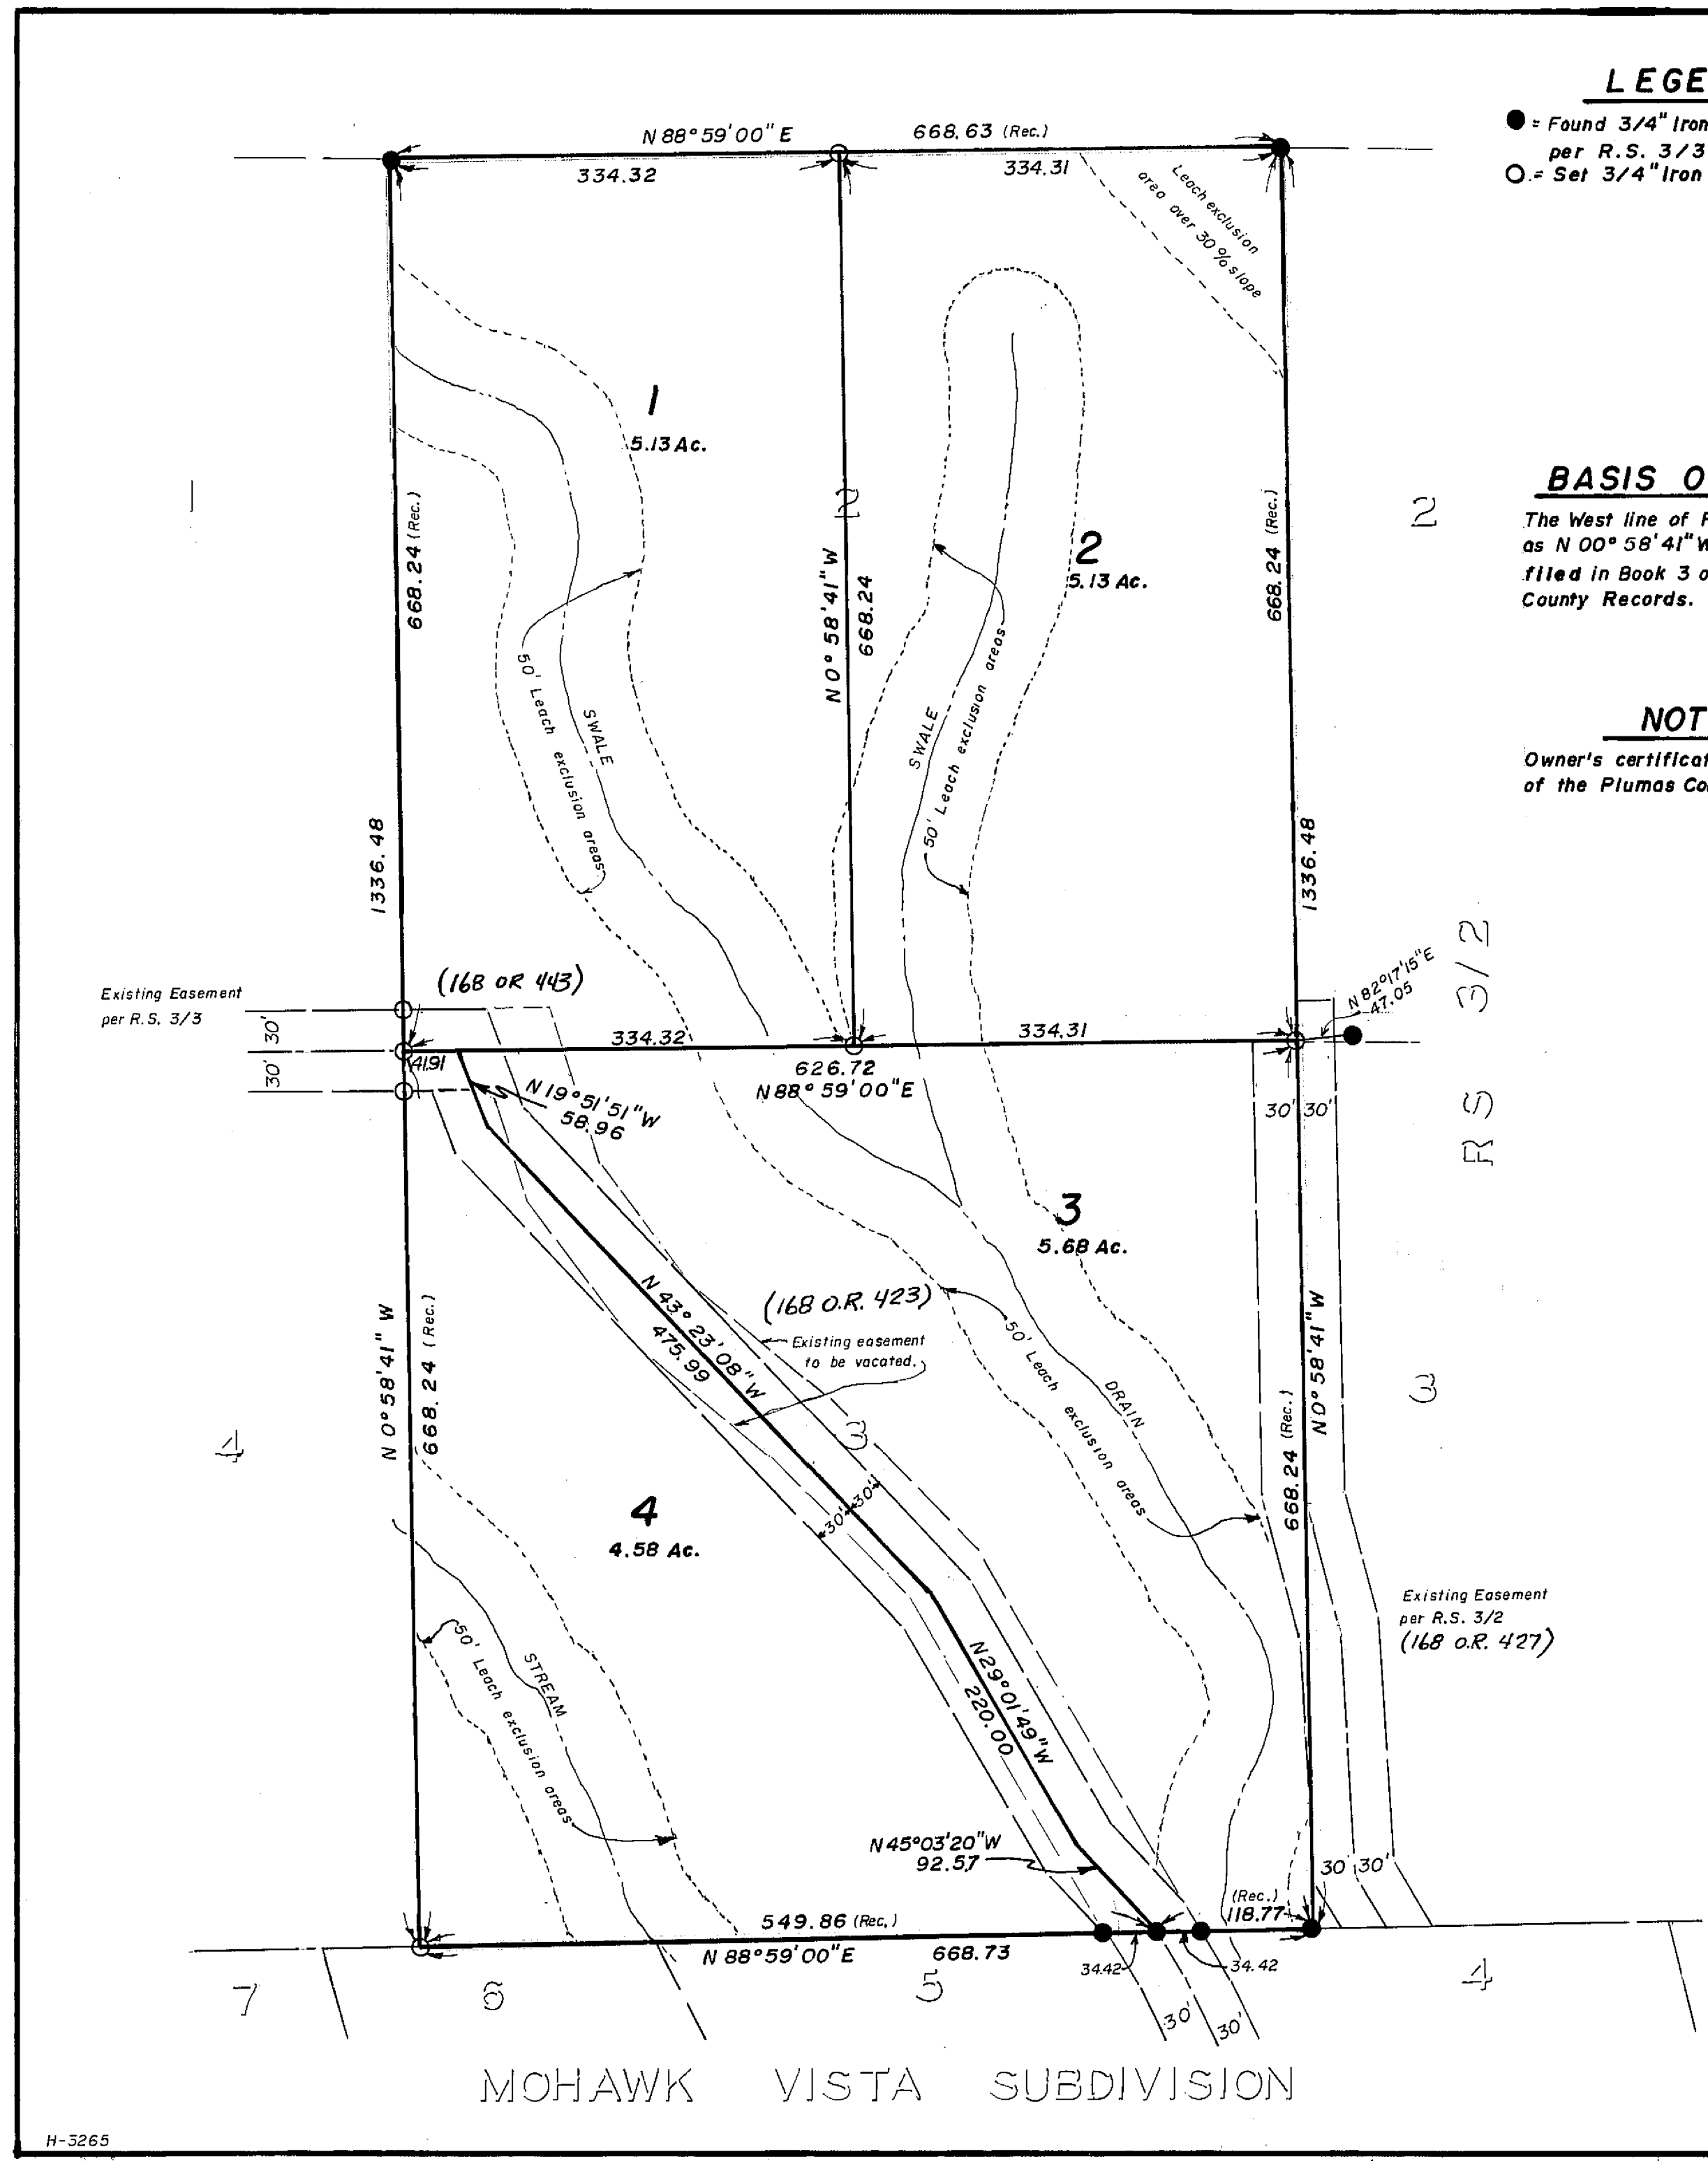 LEGE
● = Found 3/4" Iron
per R.S. 3/3
O = Set 3/4" Iron
N 88°59'00" E
668.63 (Rec.)
334.32
334.31
Leach exclusion
area over 30% slope
1
5.13 Ac.
1
2
2
5.13 Ac.
2
BASIS O
The West line of
as N 00°58'41" W
filed in Book 3 o
County Records.
668.24 (Rec.)
N 0°58'41" W
668.24
668.24 (Rec.)
50' Leach exclusion areas
SWALE
SWALE
50' Leach exclusion areas
NOT
Owner's certificat
of the Plumas Co
1336.48
1336.48
RS 3/2
(168 OR 443)
Existing Easement
per R.S. 3/3
30'
30'
N 82°17'15" E
47.05
41.91
334.32
334.31
626.72
N 88°59'00" E
N 19°51'51" W
58.96
30'
30'
3
5.68 Ac.
N 43°23'08" W
475.99
(168 O.R. 423)
Existing easement
to be vacated.
3
50' Leach exclusion areas
DRAIN
N 0°58'41" W
668.24 (Rec.)
N 0°58'41" W
668.24 (Rec.)
3
4
4
4.58 Ac.
30'
30'
Existing Easement
per R.S. 3/2
(168 O.R. 427)
50' Leach exclusion areas
STREAM
N 29°01'49" W
220.00
N 45°03'20" W
92.57
30'
30'
(Rec.)
118.77
549.86 (Rec.)
N 88°59'00" E
668.73
34.42
34.42
7
6
5
4
30'
30'
MOHAWK VISTA SUBDIVISION
H-3265